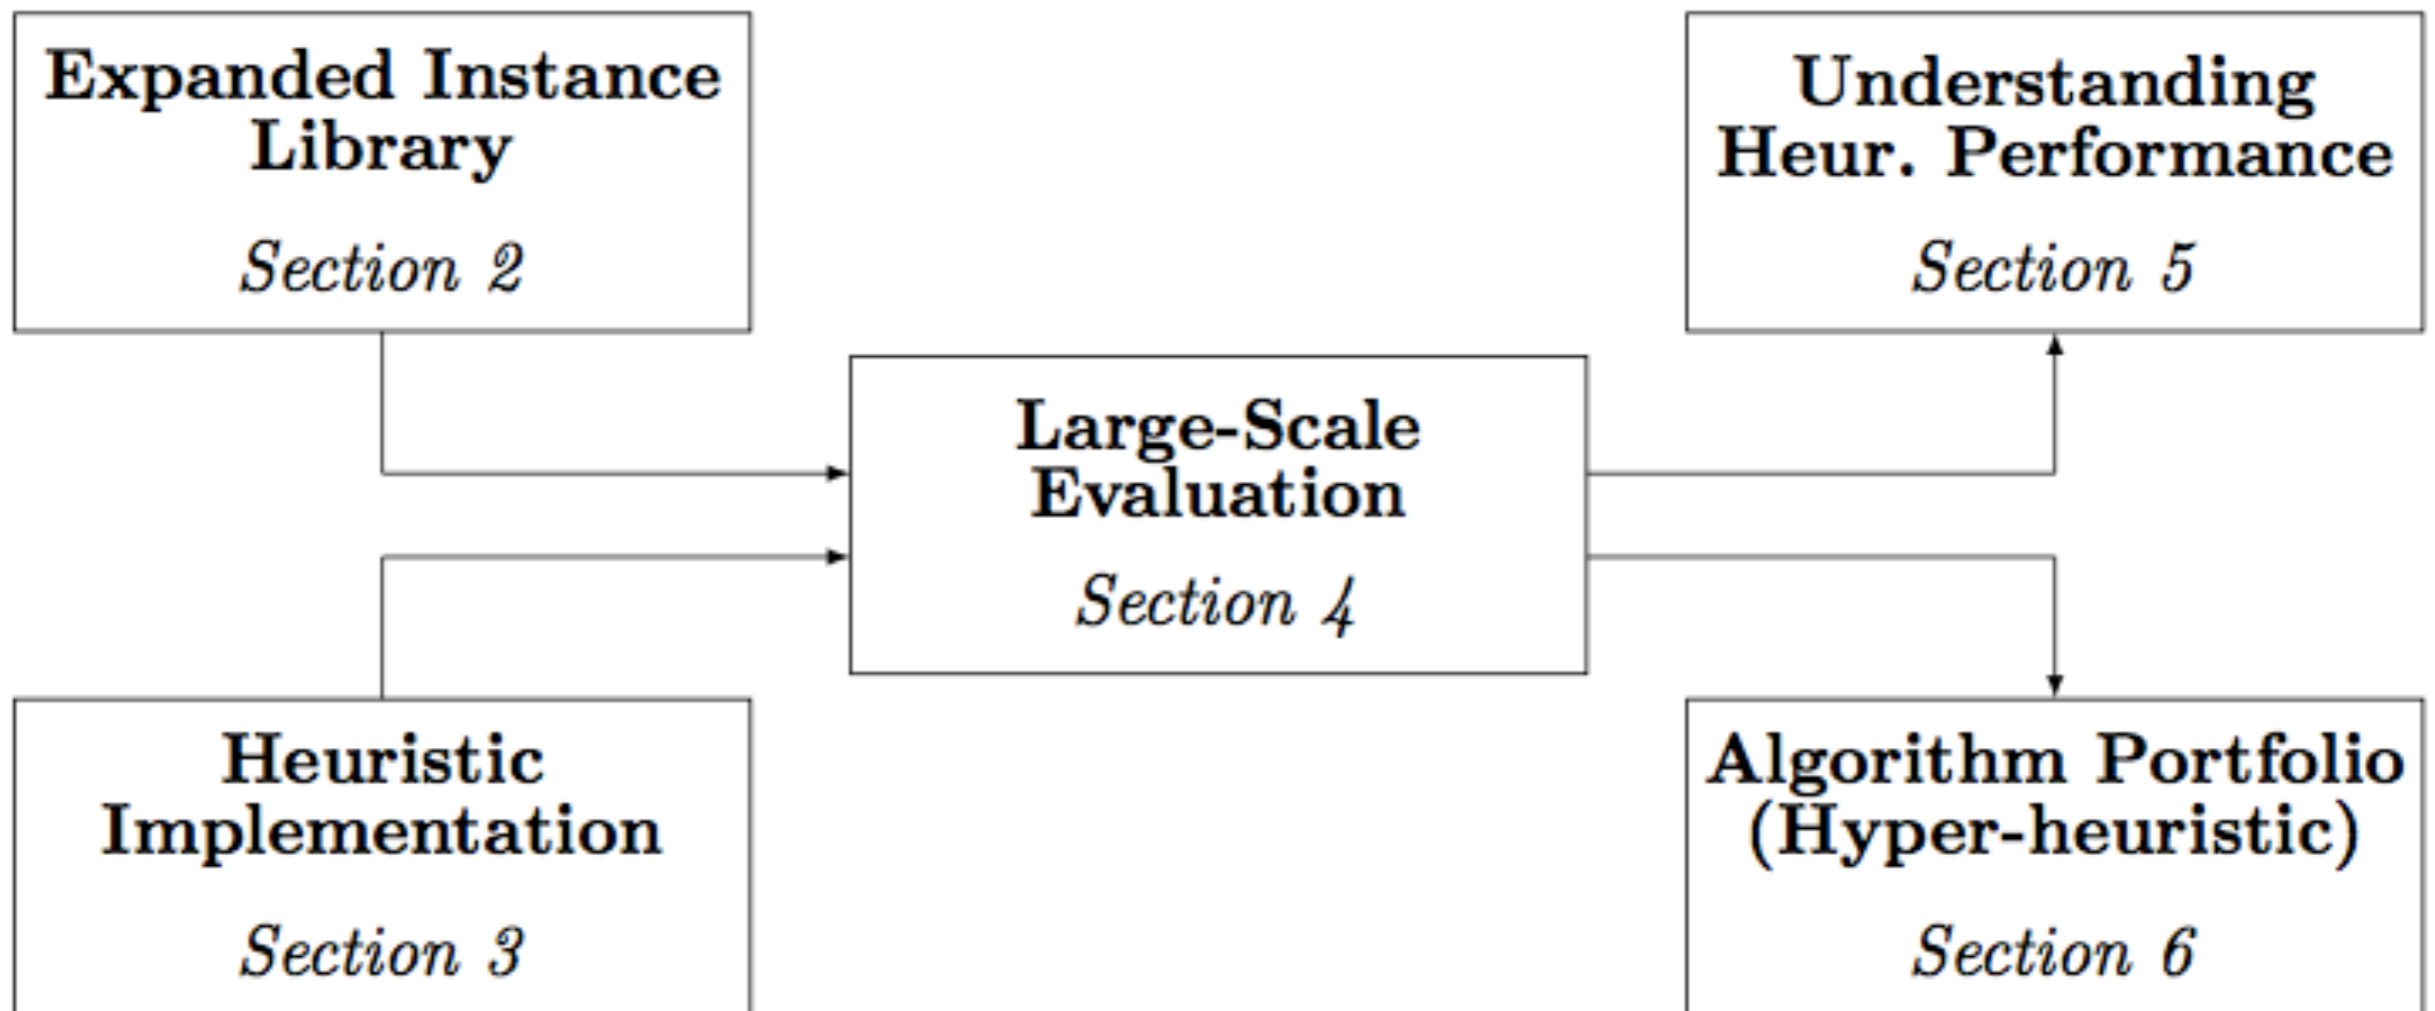 Expanded Instance
Library
Section 2
Understanding
Heur. Performance
Section 5
Large-Scale
Evaluation
Section 4
Heuristic
Implementation
Section 3
Algorithm Portfolio
(Hyper-heuristic)
Section 6